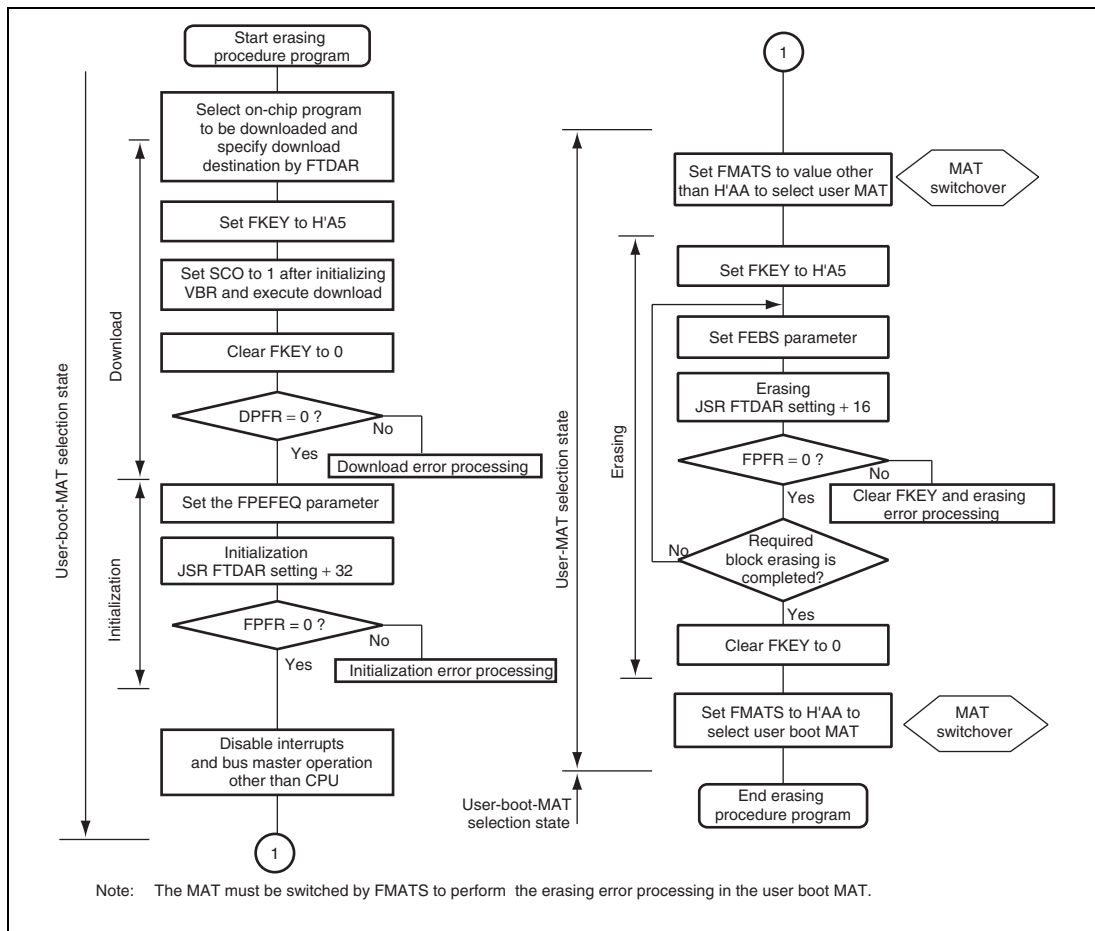 Start erasing
procedure program
Select on-chip program
to be downloaded and
specify download
destination by FTDAR
Set FKEY to H'A5
Set SCO to 1 after initializing
VBR and execute download
Clear FKEY to 0
DPFR = 0 ?
No
Yes
Download error processing
Set the FPEFEQ parameter
Initialization
JSR FTDAR setting + 32
FPFR = 0 ?
No
Yes
Initialization error processing
Disable interrupts
and bus master operation
other than CPU
1
User-boot-MAT selection state
Download
Initialization
1
Set FMATS to value other
than H'AA to select user MAT
MAT
switchover
Set FKEY to H'A5
Set FEBS parameter
Erasing
JSR FTDAR setting + 16
FPFR = 0 ?
No
Yes
Clear FKEY and erasing
error processing
Required
block erasing is
completed?
No
Yes
Clear FKEY to 0
Set FMATS to H'AA to
select user boot MAT
MAT
switchover
End erasing
procedure program
User-MAT selection state
Erasing
User-boot-MAT
selection state
Note: The MAT must be switched by FMATS to perform the erasing error processing in the user boot MAT.